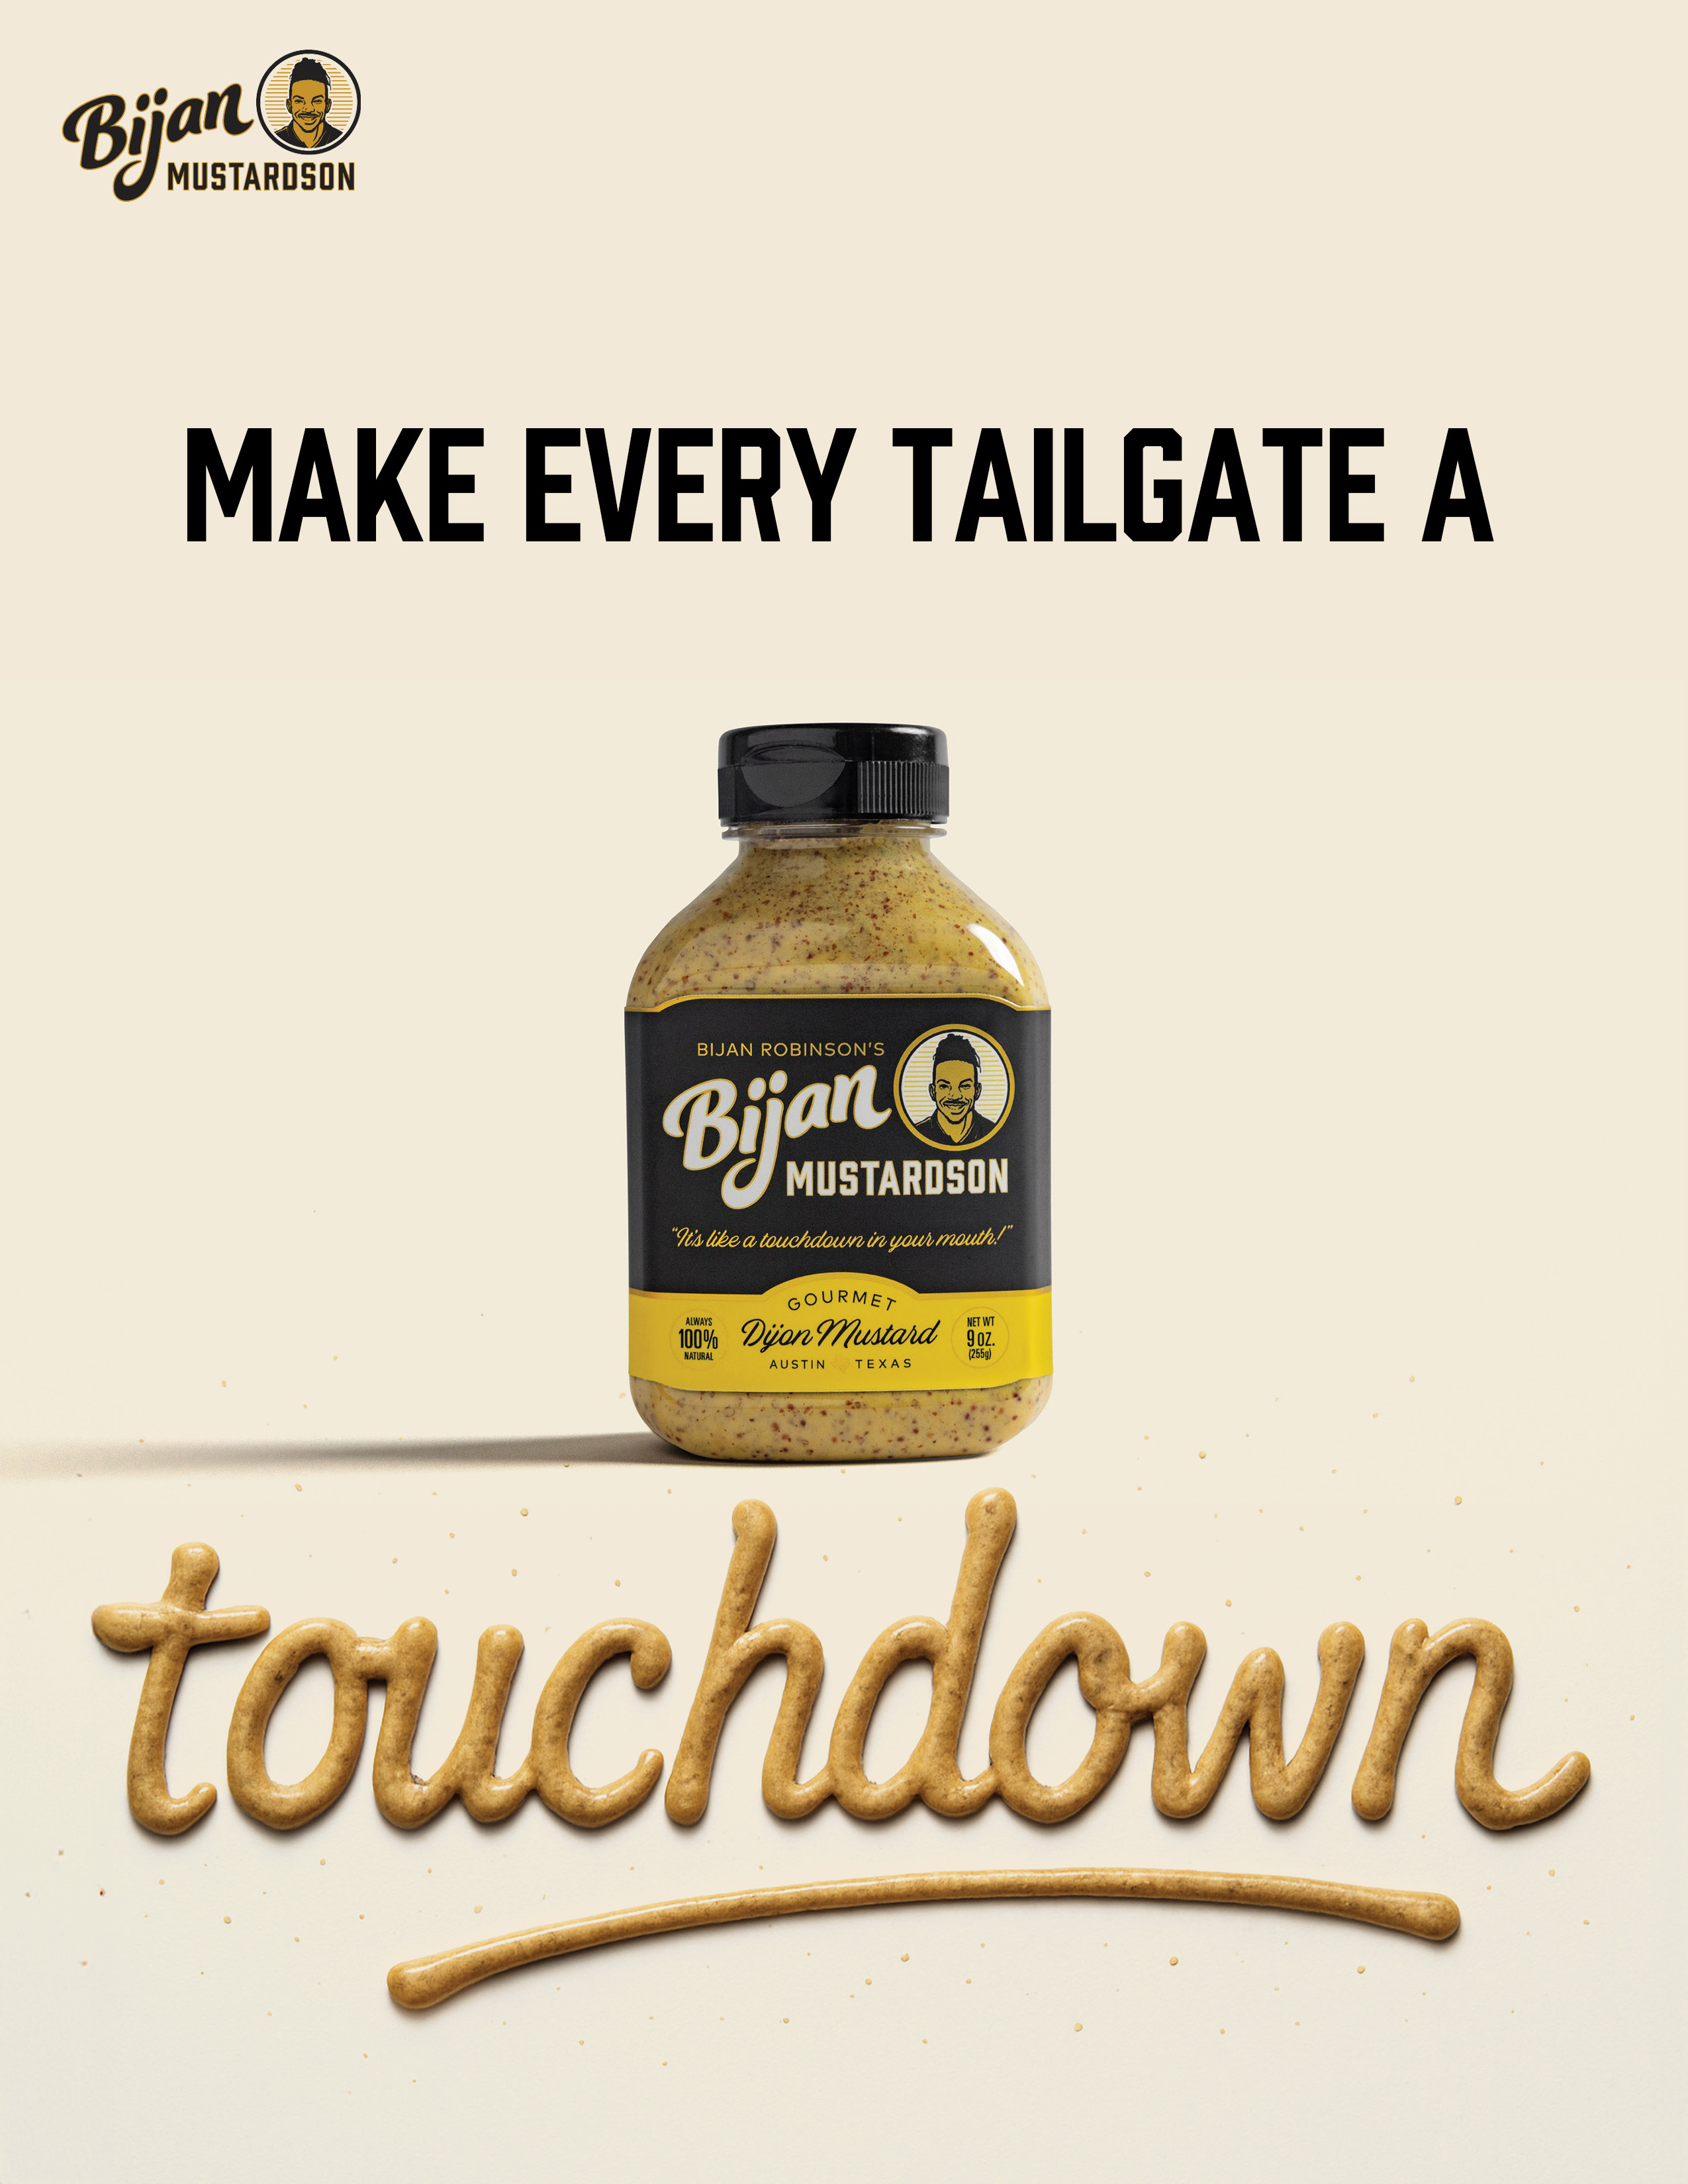 Bijan
MUSTARDSON
MAKE EVERY TAILGATE A
BIJAN ROBINSON'S
Bijan
MUSTARDSON
"It's like a touchdown in your mouth!"
GOURMET
Dijon Mustard
AUSTIN TEXAS
ALWAYS
100%
NATURAL
NET WT
9 OZ.
(255g)
touchdown